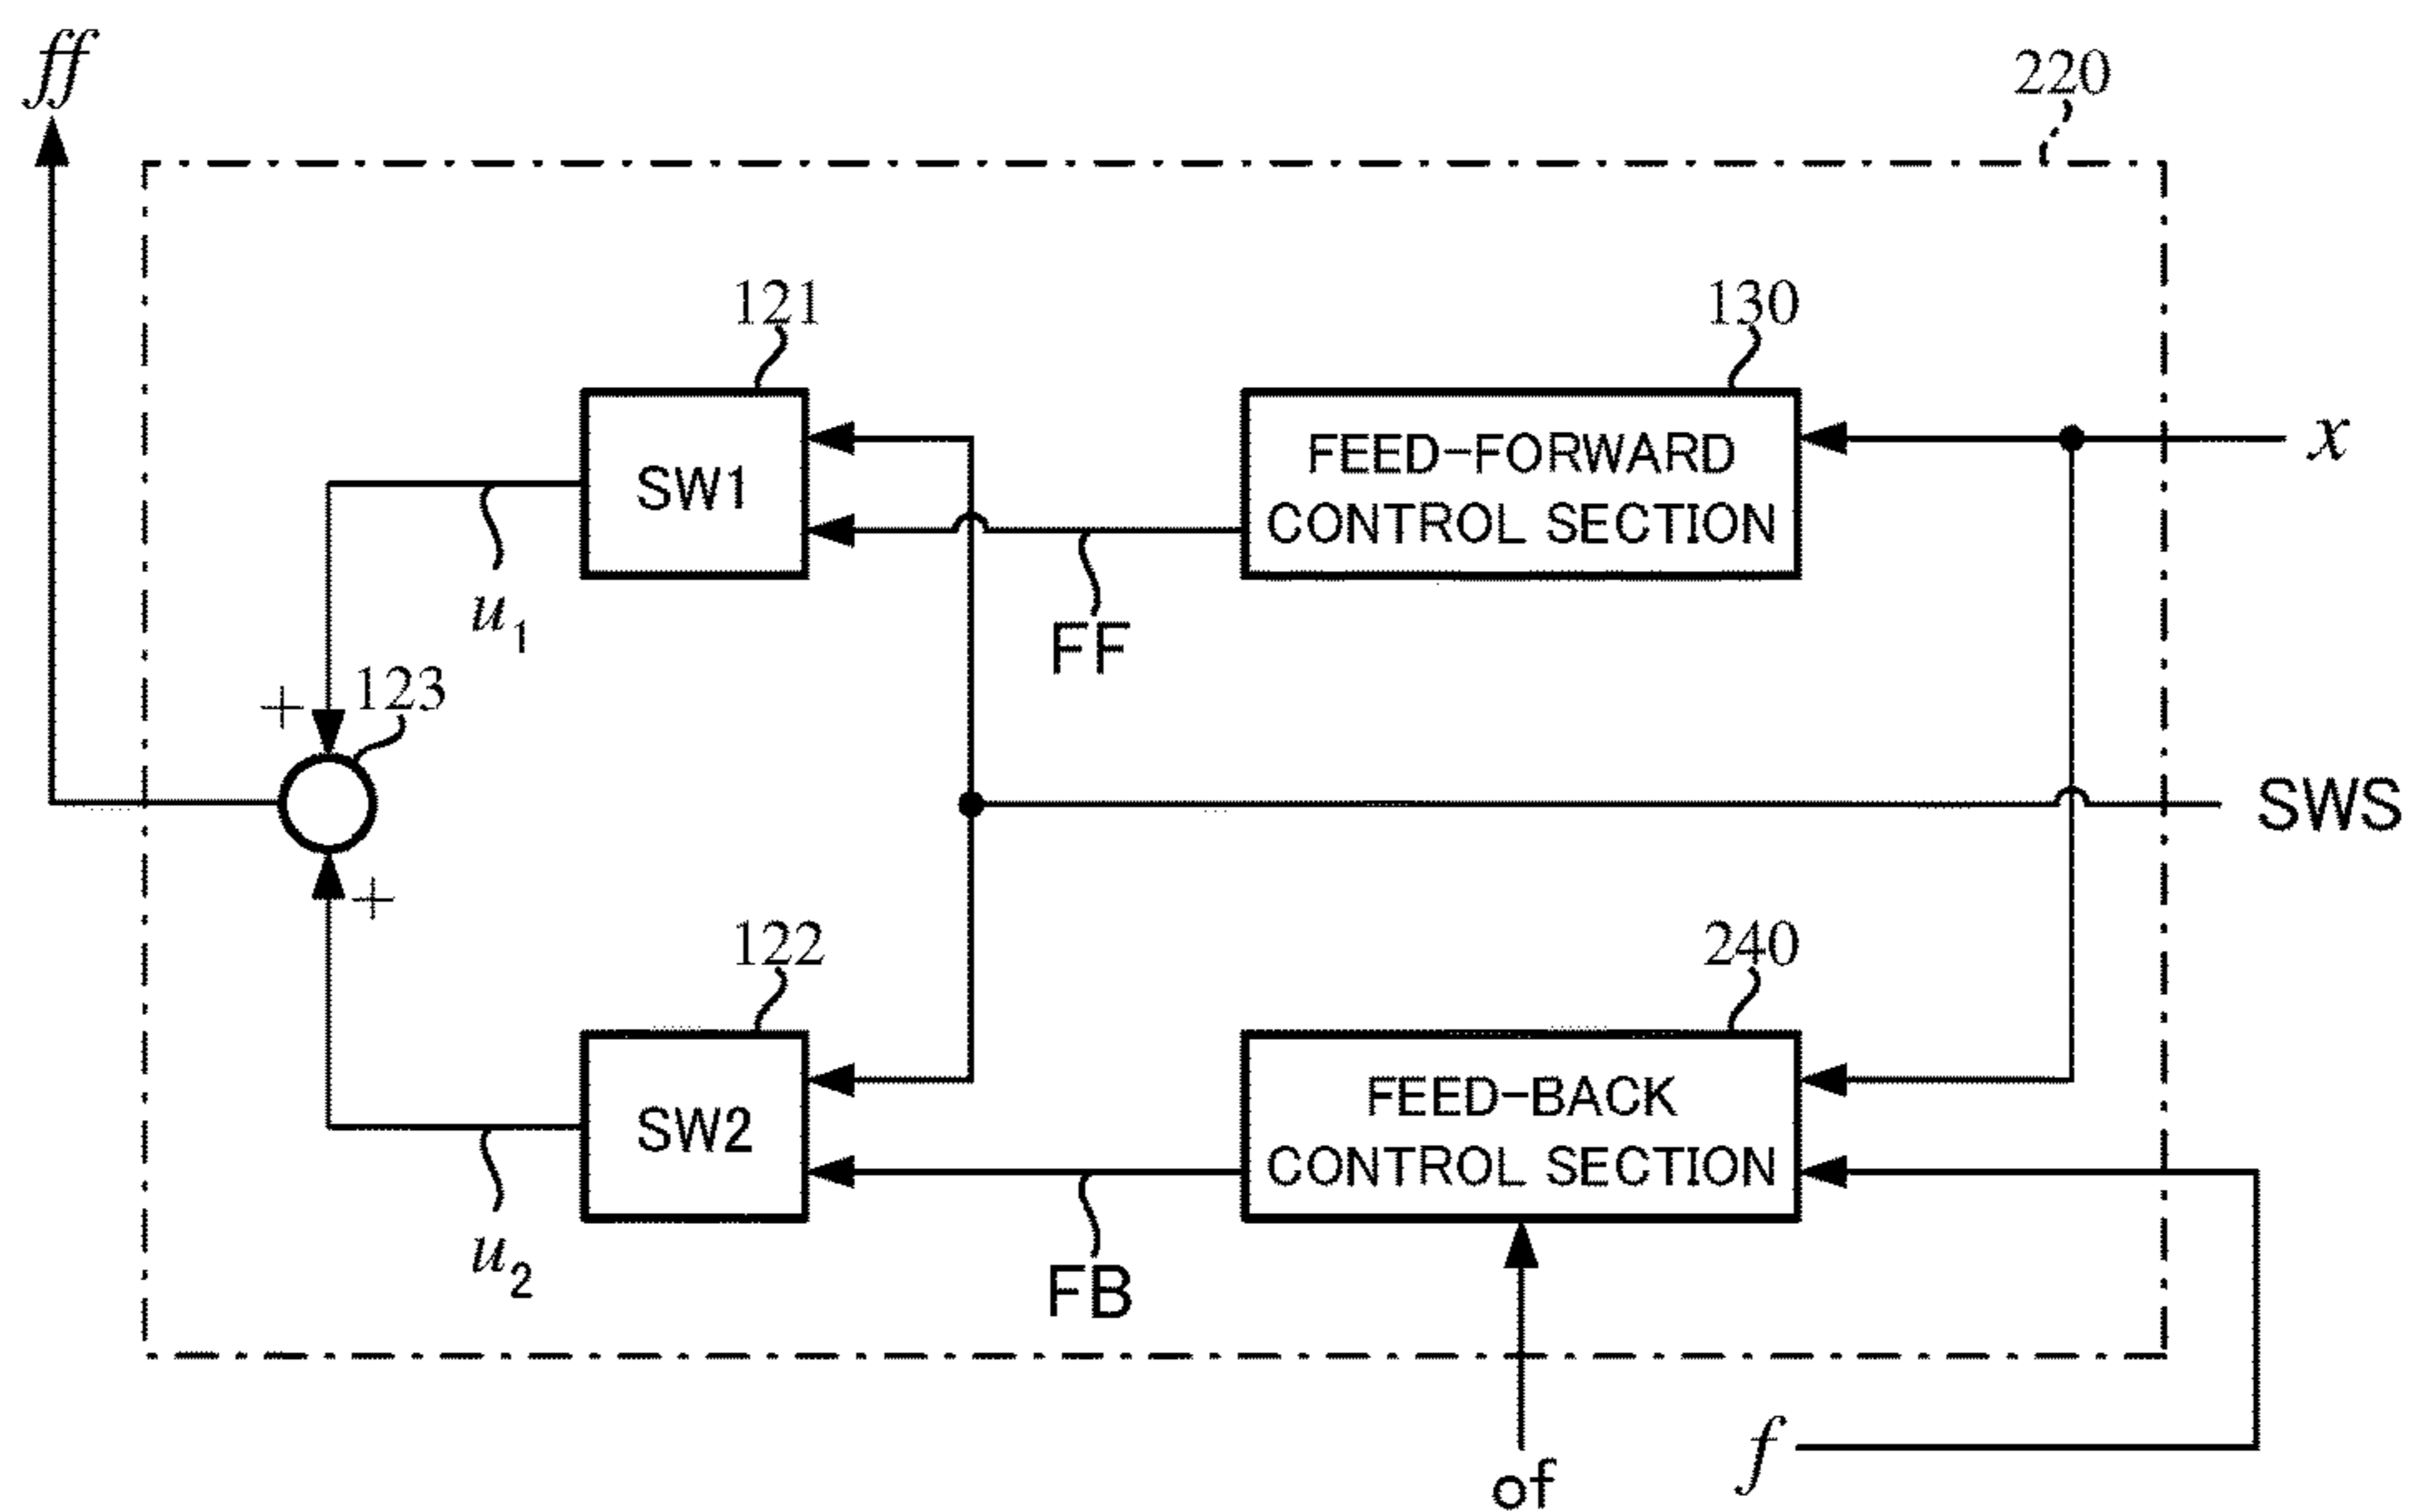 ff
220
121
130
x
SW1
FEED-FORWARD
CONTROL SECTION
u1
FF
+
123
SWS
+
122
240
SW2
FEED-BACK
CONTROL SECTION
u2
FB
of
f